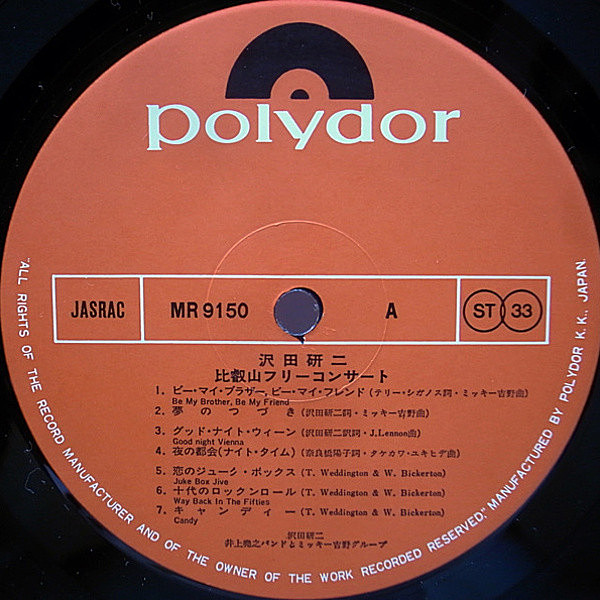 polydor
JASRAC
MR 9150
A
ST 33
沢田研二
比叡山フリーコンサート
1. ビー・マイ・ブラザー, ビー・マイ・フレンド (テリー・シガノス詞・ミッキー吉野曲)
Be My Brother, Be My Friend
2. 夢のつづき (沢田研二詞・ミッキー吉野曲)
3. グッド・ナイト・ウィーン (沢田研二訳詞・J.Lennon曲)
Good night Vienna
4. 夜の都会(ナイト・タイム) (奈良橋陽子詞・タケカワ・ユキヒデ曲)
5. 恋のジューク・ボックス (T. Weddington & W. Bickerton)
Juke Box Jive
6. 十代のロックンロール (T. Weddington & W. Bickerton)
Way Back In The Fifties
7. キャンディー (T. Weddington & W. Bickerton)
Candy
沢田研二
井上堯之バンドとミッキー吉野グループ
"ALL RIGHTS OF THE RECORD MANUFACTURER AND OF THE OWNER OF THE WORK RECORDED RESERVED," MANUFACTURED BY POLYDOR K.K., JAPAN.